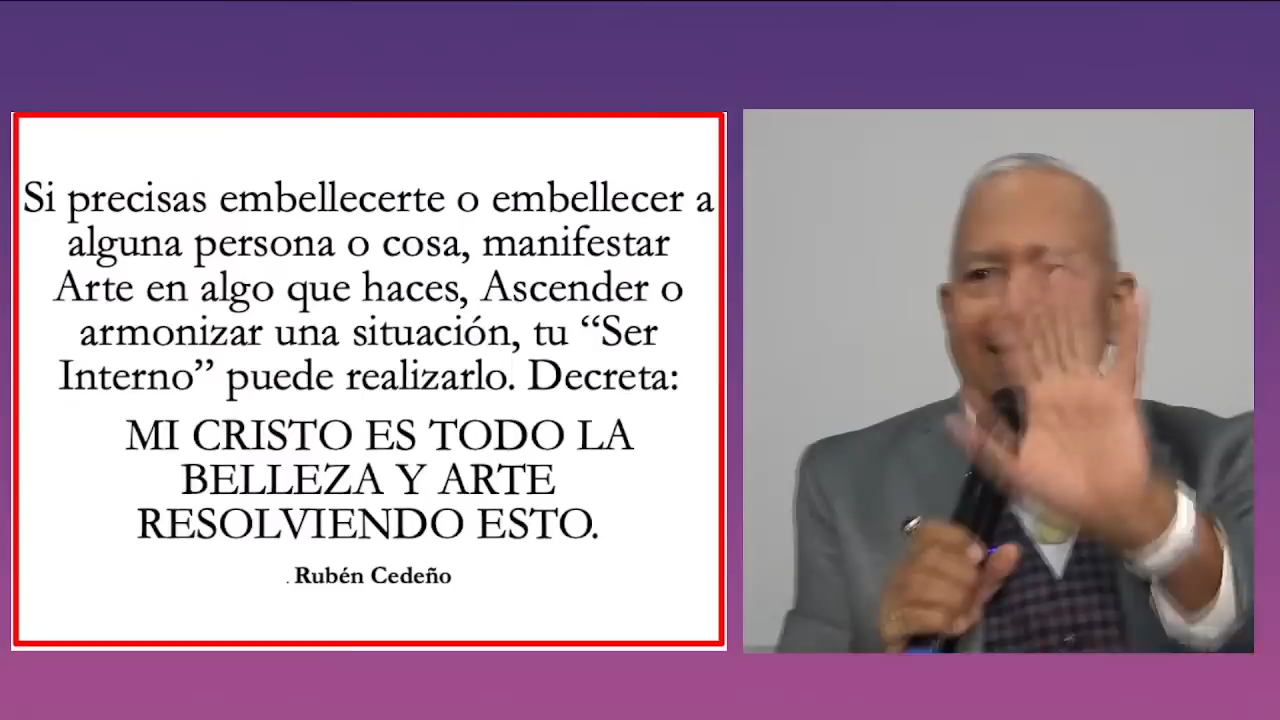 Si precisas embellecerte o embellecer a
alguna persona o cosa, manifestar
Arte en algo que haces, Ascender o
armonizar una situación, tu “Ser
Interno” puede realizarlo. Decreta:
MI CRISTO ES TODO LA
BELLEZA Y ARTE
RESOLVIENDO ESTO.
. Rubén Cedeño